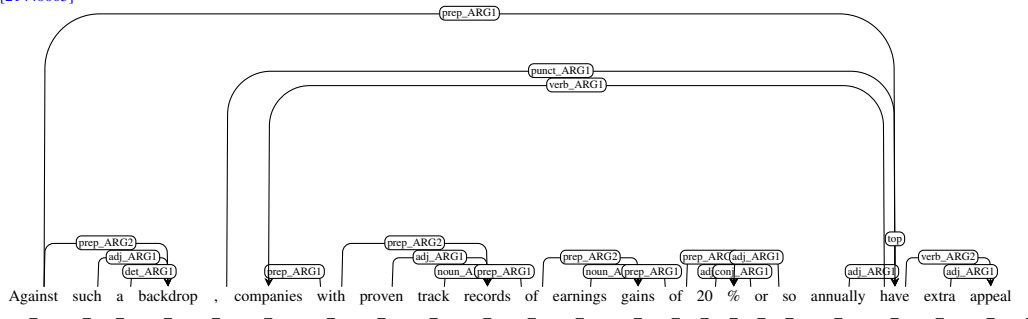 prep_ARG1
punct_ARG1
verb_ARG1
top
prep_ARG2 prep_ARG2 prep_ARG2 adj_ARG1 verb_ARG2
adj_ARG1 adj_ARG1 adj_ARG1
det_ARG1 prep_ARG1 prep_ARG1 prep_ARG1 _ARG1 adj_ARG1
Against such a backdrop , companies with proven track records of earnings gains of 20 % or so annually have extra appeal